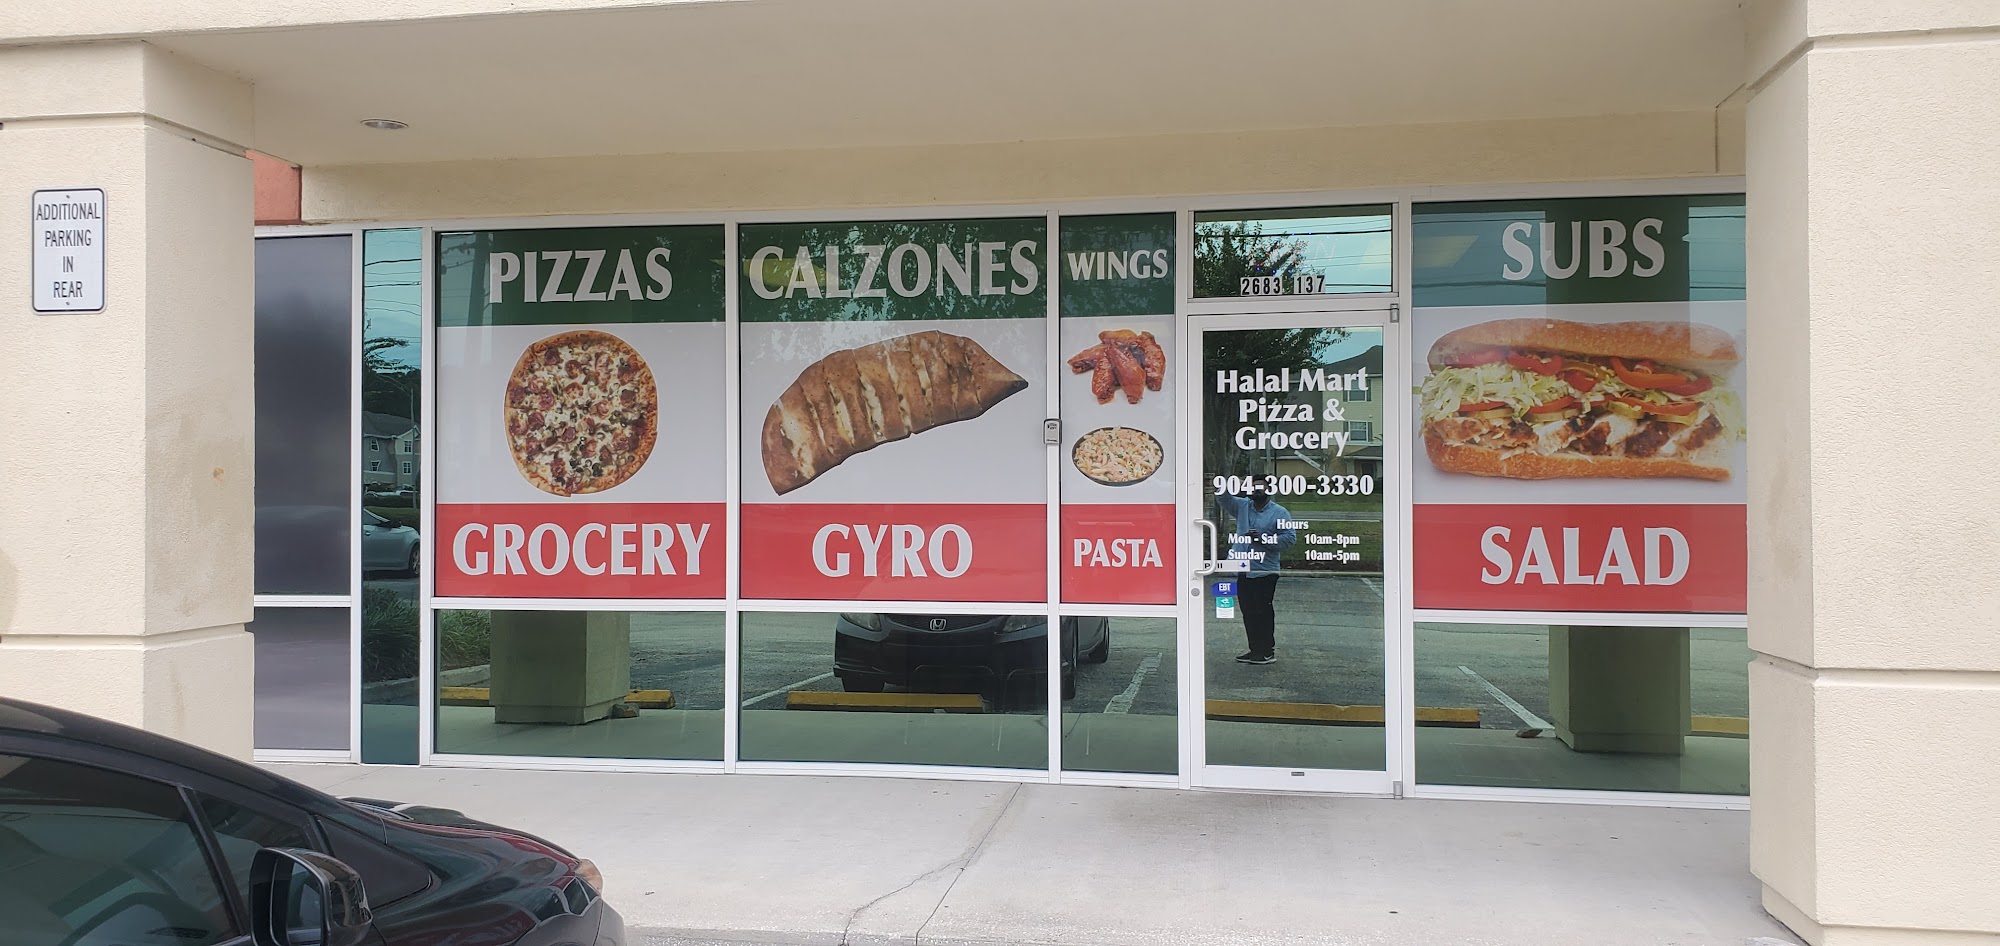 ADDITIONAL
PARKING
IN
REAR
PIZZAS
GROCERY
CALZONES
GYRO
WINGS
PASTA
2683 137
Halal Mart
Pizza &
Grocery
904-300-3330
Hours
Mon - Sat 10am-8pm
Sunday 10am-5pm
EBT
SUBS
SALAD